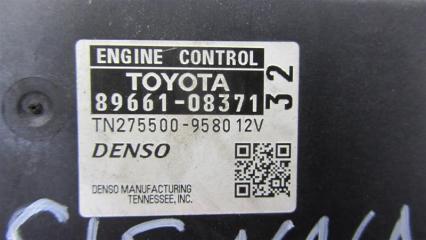 ENGINE CONTROL
TOYOTA
89661-08371
32
TN275500-9580 12V
DENSO
DENSO MANUFACTURING
TENNESSEE, INC.